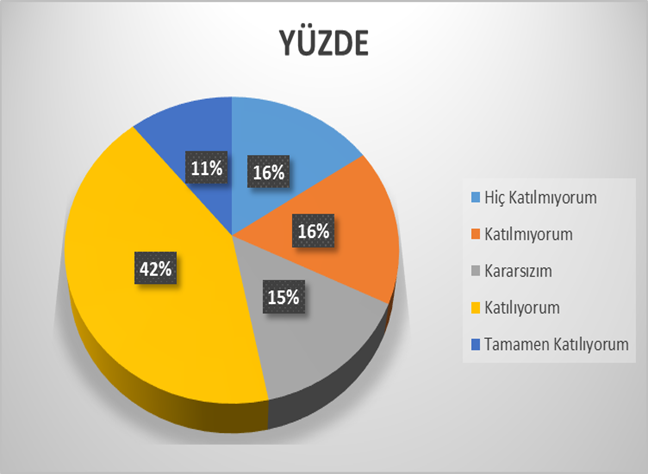 YÜZDE
11%
16%
16%
42%
15%
Hiç Katılmıyorum
Katılmıyorum
Kararsızım
Katılıyorum
Tamamen Katılıyorum